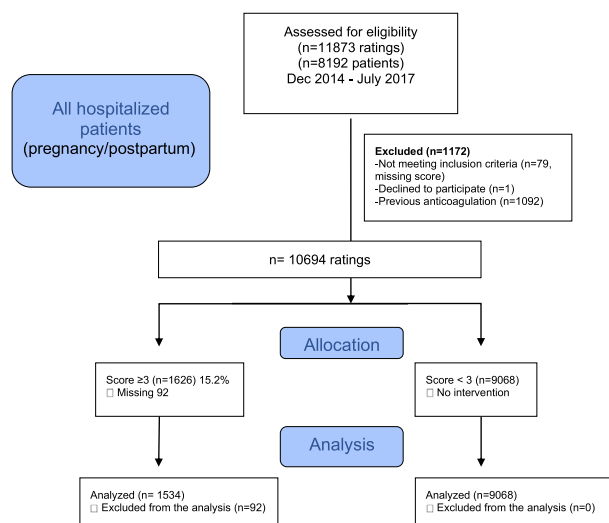 Assessed for eligibility
(n=11873 ratings)
(n=8192 patients)
Dec 2014 - July 2017
All hospitalized
patients
(pregnancy/postpartum)
Excluded (n=1172)
-Not meeting inclusion criteria (n=79,
missing score)
-Declined to participate (n=1)
-Previous anticoagulation (n=1092)
n= 10694 ratings
Allocation
Score ≥3 (n=1626) 15.2%
□ Missing 92
Score < 3 (n=9068)
□ No intervention
Analysis
Analyzed (n= 1534)
□ Excluded from the analysis (n=92)
Analyzed (n=9068)
□ Excluded from the analysis (n=0)